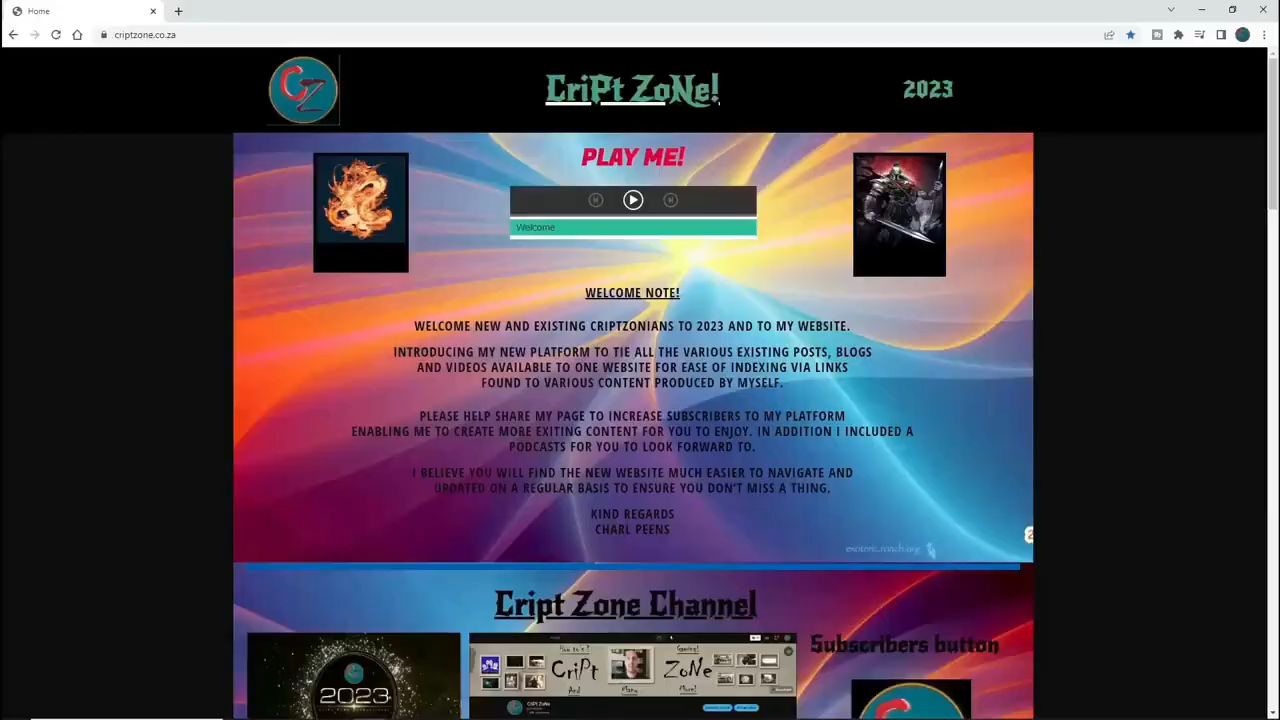 Home
criptzone.co.za
CZ
CriPt ZoNe!
2023
PLAY ME!
Welcome
WELCOME NOTE!
WELCOME NEW AND EXISTING CRIPTZONIANS TO 2023 AND TO MY WEBSITE.
INTRODUCING MY NEW PLATFORM TO TIE ALL THE VARIOUS EXISTING POSTS, BLOGS
AND VIDEOS AVAILABLE TO ONE WEBSITE FOR EASE OF INDEXING VIA LINKS
FOUND TO VARIOUS CONTENT PRODUCED BY MYSELF.
PLEASE HELP SHARE MY PAGE TO INCREASE SUBSCRIBERS TO MY PLATFORM
ENABLING ME TO CREATE MORE EXITING CONTENT FOR YOU TO ENJOY. IN ADDITION I INCLUDED A
PODCASTS FOR YOU TO LOOK FORWARD TO.
I BELIEVE YOU WILL FIND THE NEW WEBSITE MUCH EASIER TO NAVIGATE AND
UPDATED ON A REGULAR BASIS TO ENSURE YOU DON'T MISS A THING.
KIND REGARDS
CHARL PEENS
Cript Zone Channel
Subscribers button
2023
CriPt ZoNe
Gaming!
And
More!